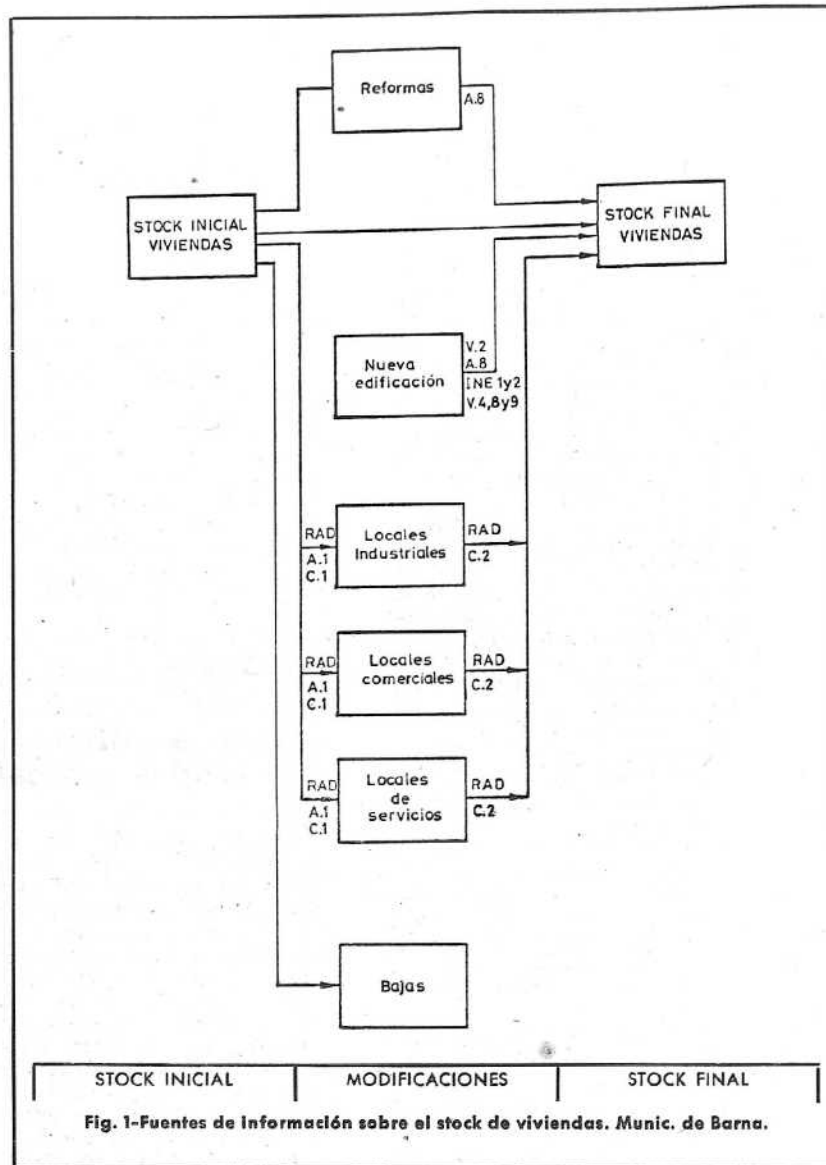 Reformas
A.8
STOCK INICIAL
VIVIENDAS
STOCK FINAL
VIVIENDAS
Nueva
edificación
V.2
A.8
INE 1y2
V.4,8y9
RAD
A.1
C.1
Locales
Industriales
RAD
C.2
RAD
A.1
C.1
Locales
comerciales
RAD
C.2
RAD
A.1
C.1
Locales
de
servicios
RAD
C.2
Bajas
STOCK INICIAL
MODIFICACIONES
STOCK FINAL
Fig. 1-Fuentes de información sobre el stock de viviendas. Munic. de Barna.